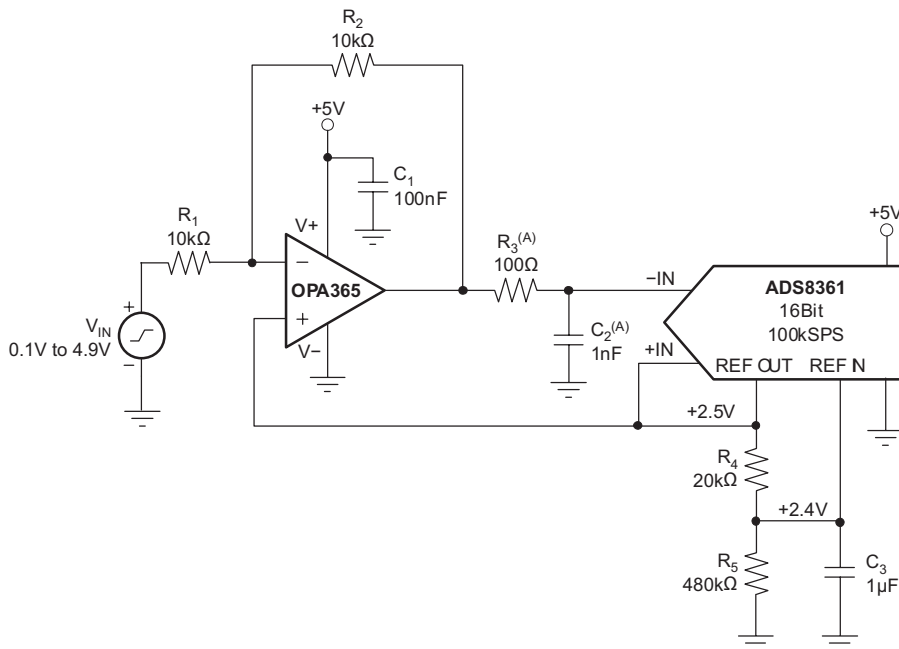 R2
10kΩ
+5V
C1
100nF
R1
10kΩ
V+
−
OPA365
+
V−
R3(A)
100Ω
−IN
+5V
ADS8361
16Bit
100kSPS
C2(A)
1nF
+IN
REF OUT REF IN
+
VIN
0.1V to 4.9V
−
+2.5V
R4
20kΩ
+2.4V
R5
480kΩ
C3
1µF